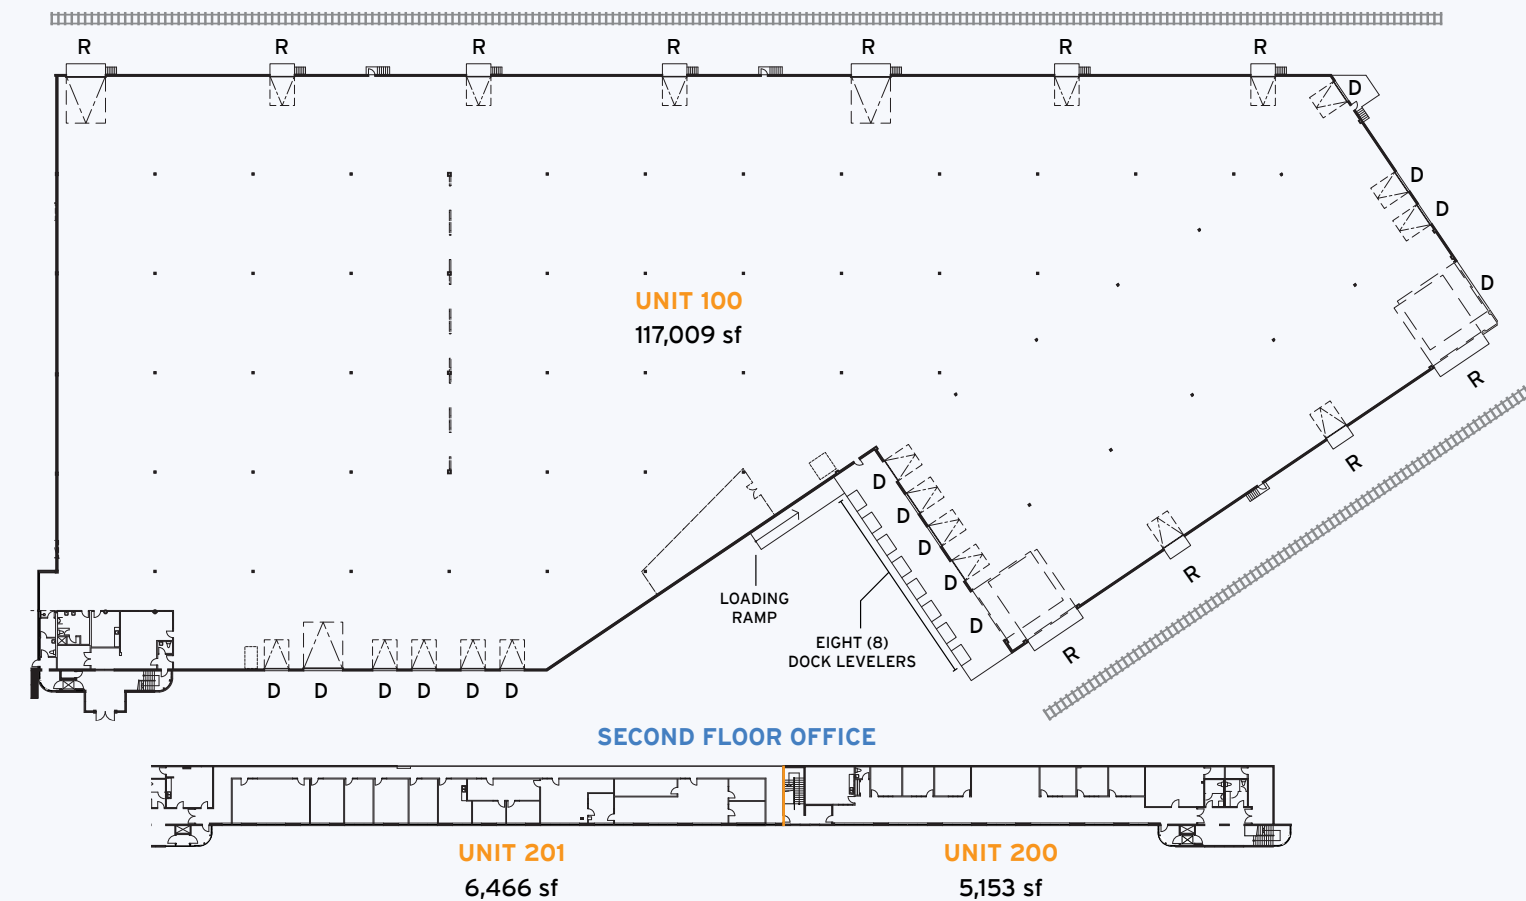 R
R
R
R
R
R
R
D
D
D
UNIT 100
117,009 sf
D
R
R
D
D
D
R
D
LOADING
RAMP
D
EIGHT (8)
DOCK LEVELERS
R
D
D
D
D
D
D
SECOND FLOOR OFFICE
UNIT 201
6,466 sf
UNIT 200
5,153 sf